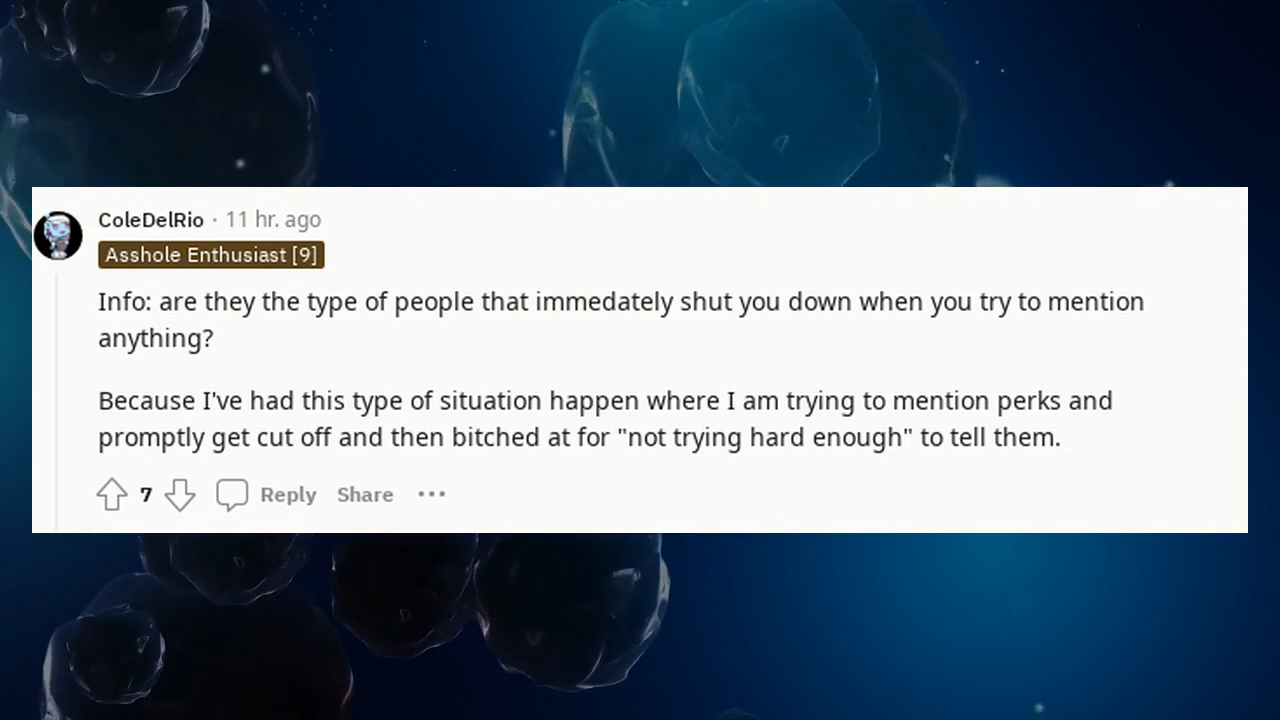 ColeDelRio · 11 hr. ago
Asshole Enthusiast [9]
Info: are they the type of people that immedately shut you down when you try to mention
anything?
Because I've had this type of situation happen where I am trying to mention perks and
promptly get cut off and then bitched at for "not trying hard enough" to tell them.
7 Reply Share ···